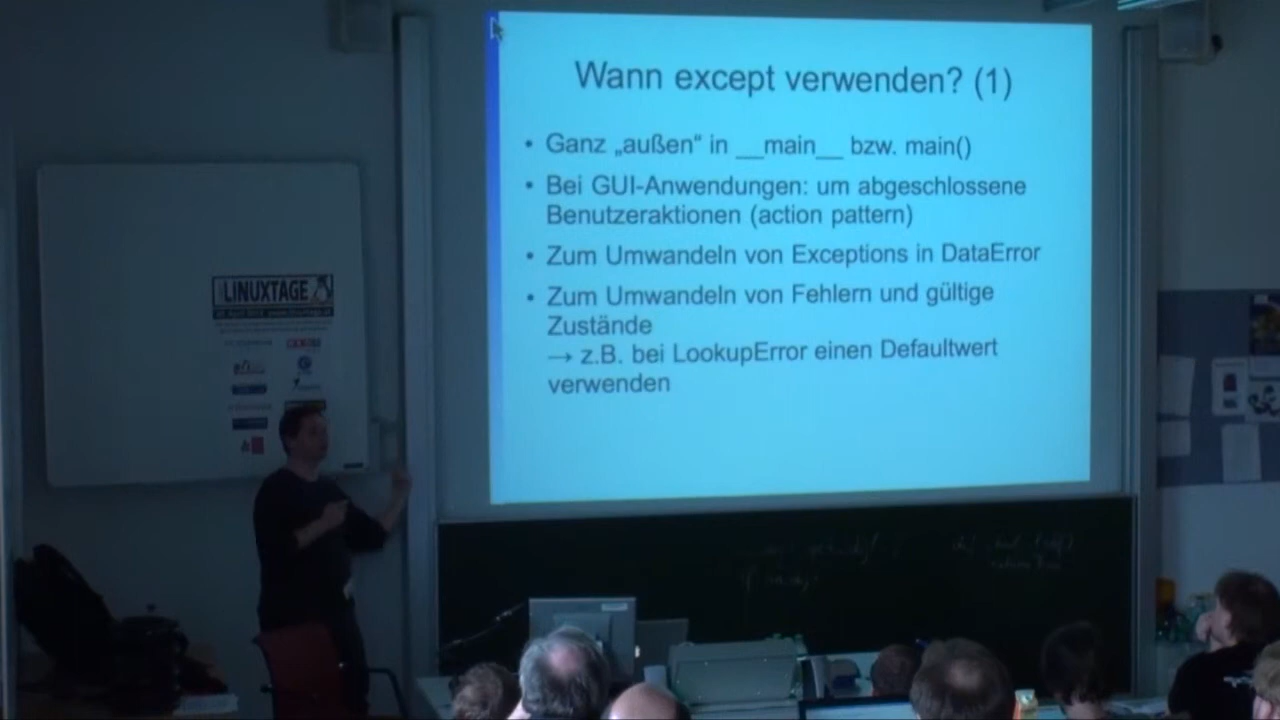 Wann except verwenden? (1)
• Ganz „außen“ in __main__ bzw. main()
• Bei GUI-Anwendungen: um abgeschlossene
Benutzeraktionen (action pattern)
• Zum Umwandeln von Exceptions in DataError
• Zum Umwandeln von Fehlern und gültige
Zustände
→ z.B. bei LookupError einen Defaultwert
verwenden
LINUXTAGE